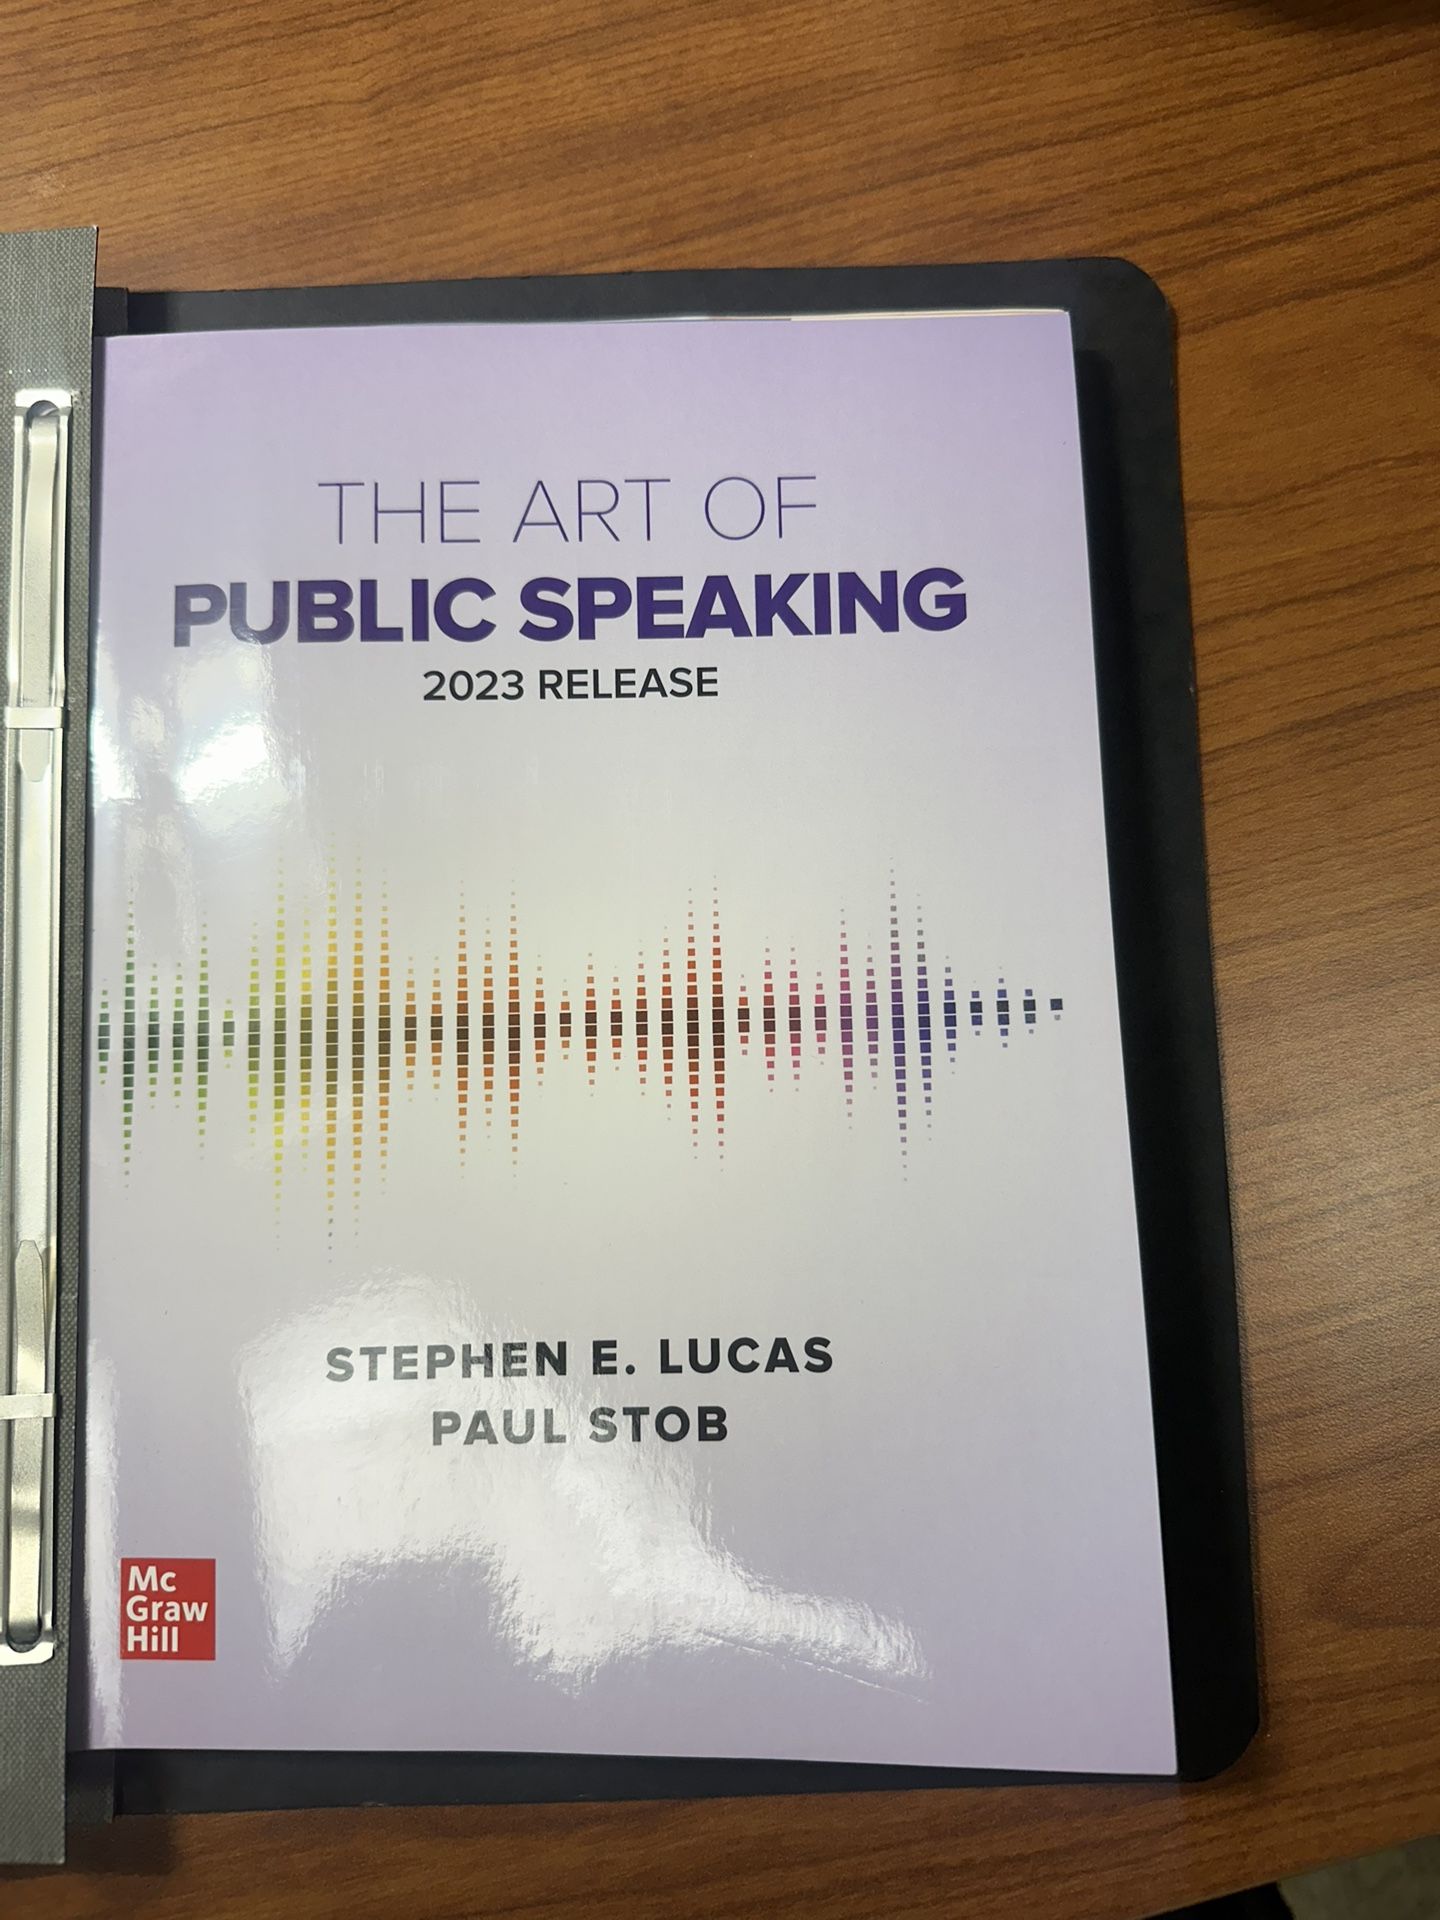 THE ART OF
PUBLIC SPEAKING
2023 RELEASE
STEPHEN E. LUCAS
PAUL STOB
Mc
Graw
Hill